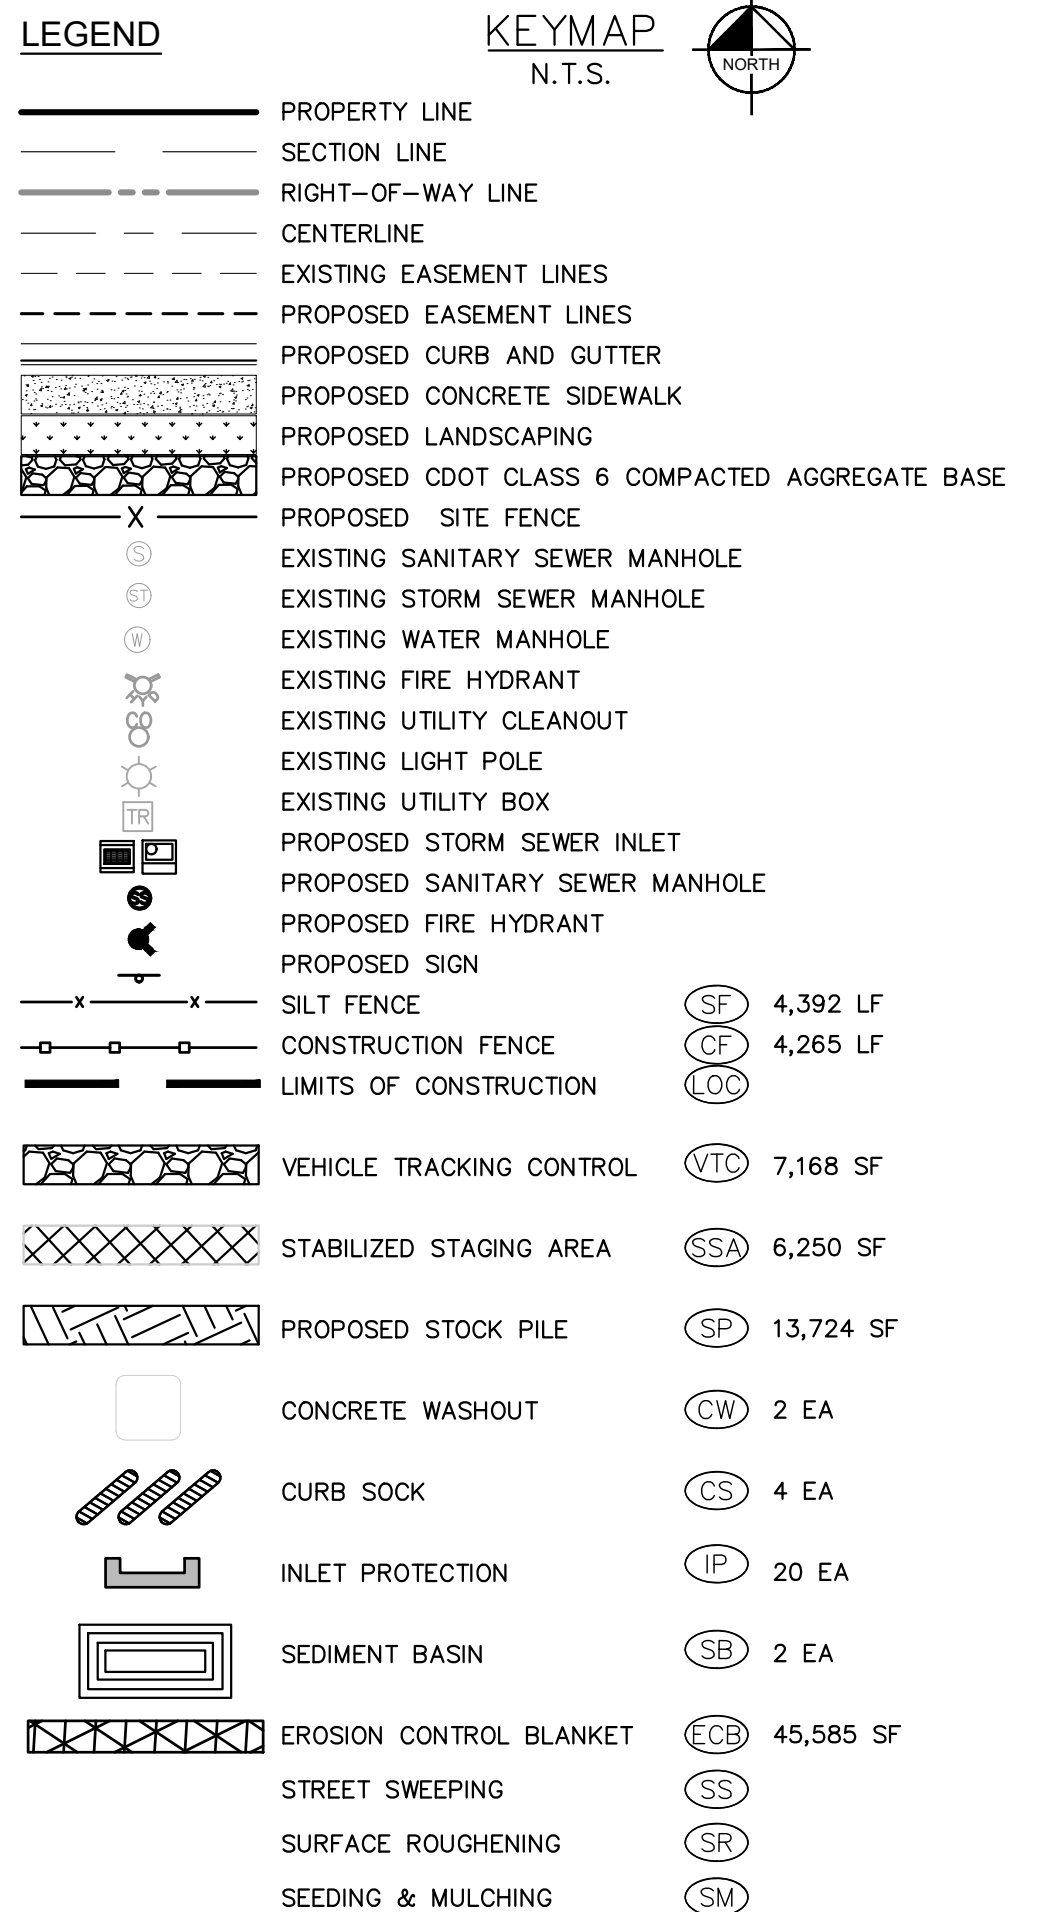 LEGEND
KEYMAP
N.T.S.
NORTH
PROPERTY LINE
SECTION LINE
RIGHT-OF-WAY LINE
CENTERLINE
EXISTING EASEMENT LINES
PROPOSED EASEMENT LINES
PROPOSED CURB AND GUTTER
PROPOSED CONCRETE SIDEWALK
PROPOSED LANDSCAPING
PROPOSED CDOT CLASS 6 COMPACTED AGGREGATE BASE
X PROPOSED SITE FENCE
S EXISTING SANITARY SEWER MANHOLE
ST EXISTING STORM SEWER MANHOLE
W EXISTING WATER MANHOLE
HYD EXISTING FIRE HYDRANT
CO EXISTING UTILITY CLEANOUT
EXISTING LIGHT POLE
TR EXISTING UTILITY BOX
PROPOSED STORM SEWER INLET
SS PROPOSED SANITARY SEWER MANHOLE
PROPOSED FIRE HYDRANT
PROPOSED SIGN
x x SILT FENCE SF 4,392 LF
CONSTRUCTION FENCE CF 4,265 LF
LIMITS OF CONSTRUCTION LOC
VEHICLE TRACKING CONTROL VTC 7,168 SF
STABILIZED STAGING AREA SSA 6,250 SF
PROPOSED STOCK PILE SP 13,724 SF
CONCRETE WASHOUT CW 2 EA
CURB SOCK CS 4 EA
INLET PROTECTION IP 20 EA
SEDIMENT BASIN SB 2 EA
EROSION CONTROL BLANKET ECB 45,585 SF
STREET SWEEPING SS
SURFACE ROUGHENING SR
SEEDING & MULCHING SM